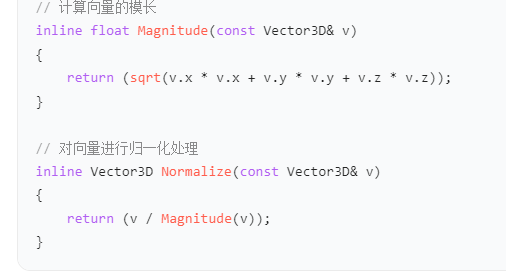 // 计算向量的模长
inline float Magnitude(const Vector3D& v)
{
    return (sqrt(v.x * v.x + v.y * v.y + v.z * v.z));
}

// 对向量进行归一化处理
inline Vector3D Normalize(const Vector3D& v)
{
    return (v / Magnitude(v));
}